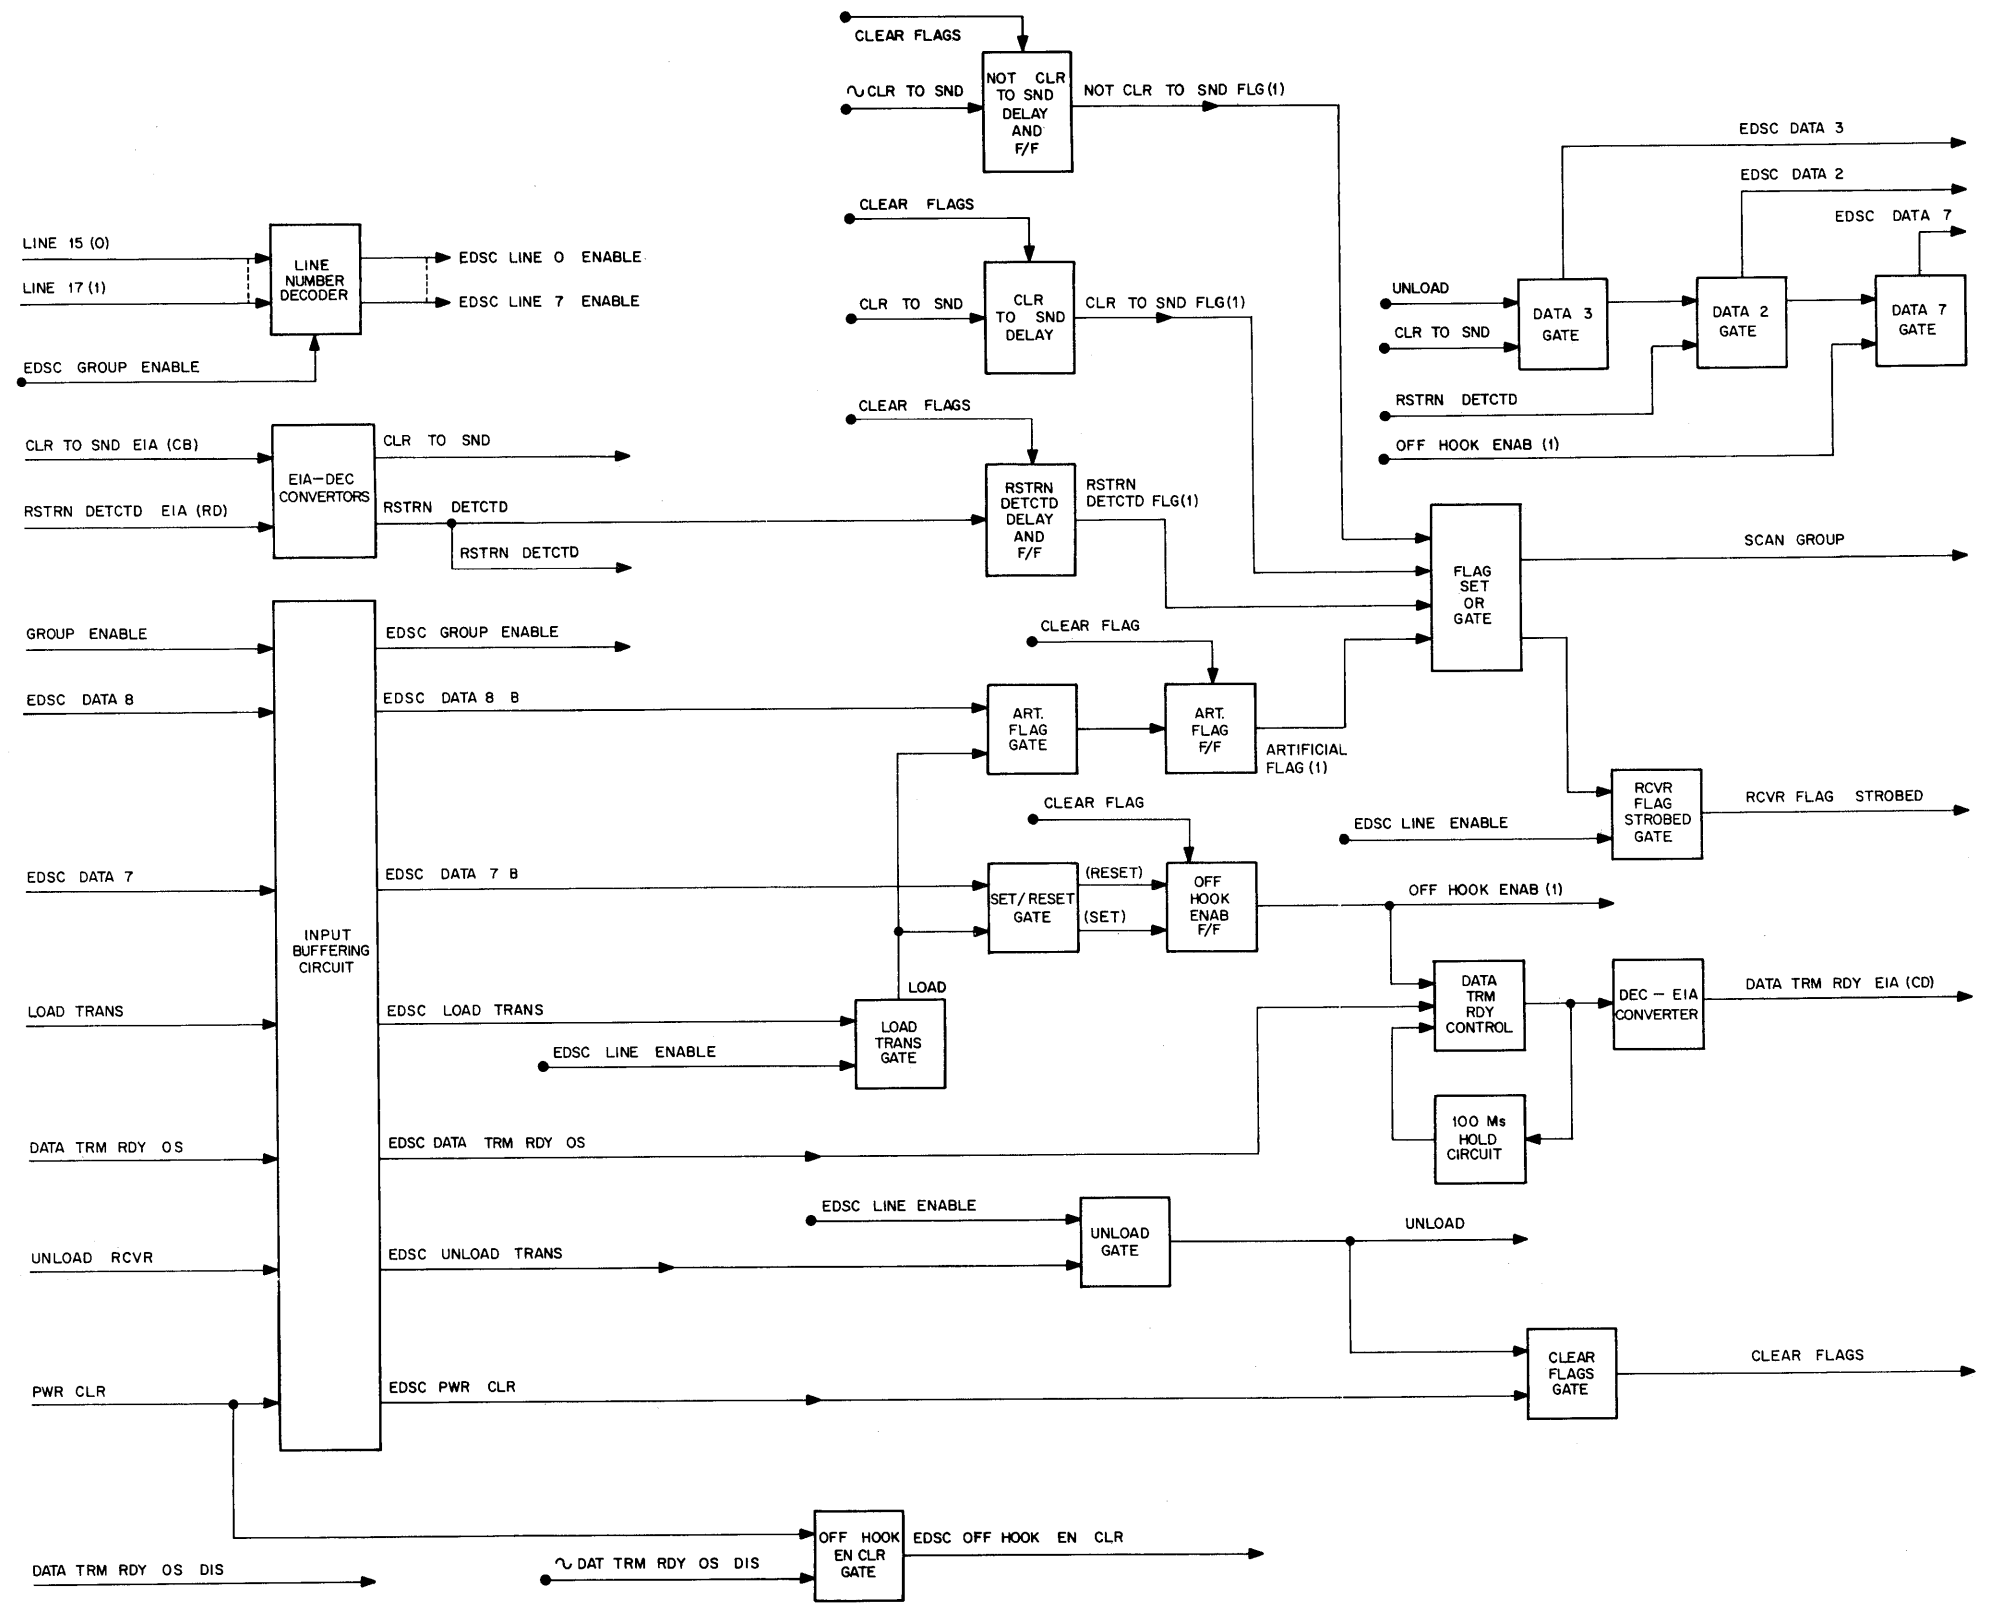 CLEAR FLAGS
∿CLR TO SND
NOT CLR
TO SND
DELAY
AND
F/F
NOT CLR TO SND FLG(1)
EDSC DATA 3
EDSC DATA 2
EDSC DATA 7
LINE 15 (0)
LINE 17 (1)
LINE
NUMBER
DECODER
EDSC LINE 0 ENABLE
EDSC LINE 7 ENABLE
EDSC GROUP ENABLE
CLEAR FLAGS
CLR TO SND
CLR
TO SND
DELAY
CLR TO SND FLG(1)
UNLOAD
CLR TO SND
DATA 3
GATE
DATA 2
GATE
DATA 7
GATE
RSTRN DETCTD
OFF HOOK ENAB (1)
CLR TO SND EIA (CB)
RSTRN DETCTD EIA (RD)
EIA-DEC
CONVERTORS
CLR TO SND
RSTRN DETCTD
RSTRN DETCTD
CLEAR FLAGS
RSTRN
DETCTD
DELAY
AND
F/F
RSTRN
DETCTD FLG(1)
FLAG
SET
OR
GATE
SCAN GROUP
GROUP ENABLE
EDSC GROUP ENABLE
EDSC DATA 8
EDSC DATA 8 B
CLEAR FLAG
ART.
FLAG
GATE
ART.
FLAG
F/F
ARTIFICIAL
FLAG (1)
EDSC LINE ENABLE
RCVR
FLAG
STROBED
GATE
RCVR FLAG STROBED
EDSC DATA 7
EDSC DATA 7 B
CLEAR FLAG
SET/RESET
GATE
(RESET)
(SET)
OFF
HOOK
ENAB
F/F
OFF HOOK ENAB (1)
INPUT
BUFFERING
CIRCUIT
LOAD TRANS
EDSC LOAD TRANS
EDSC LINE ENABLE
LOAD
LOAD
TRANS
GATE
DATA
TRM
RDY
CONTROL
DEC - EIA
CONVERTER
DATA TRM RDY EIA (CD)
100 Ms
HOLD
CIRCUIT
DATA TRM RDY OS
EDSC DATA TRM RDY OS
EDSC LINE ENABLE
UNLOAD
GATE
UNLOAD
UNLOAD RCVR
EDSC UNLOAD TRANS
PWR CLR
EDSC PWR CLR
CLEAR
FLAGS
GATE
CLEAR FLAGS
OFF HOOK
EN CLR
GATE
EDSC OFF HOOK EN CLR
DATA TRM RDY OS DIS
∿DAT TRM RDY OS DIS